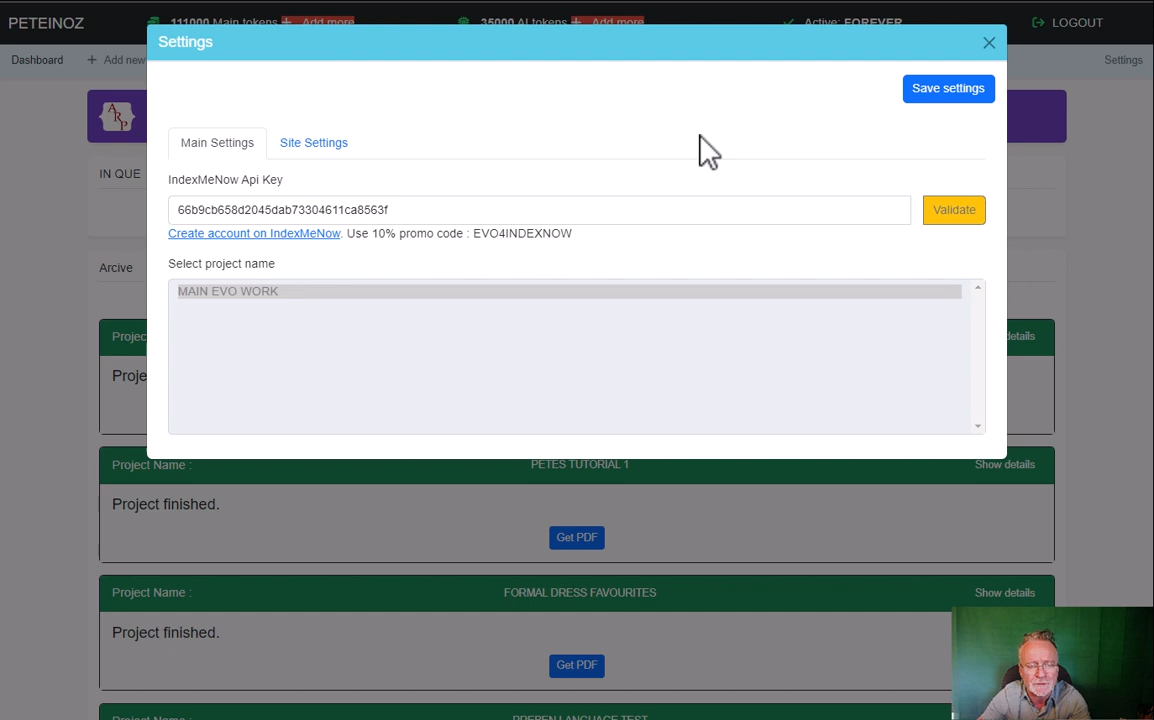 PETEINOZ
111000 Main tokens + Add more
35000 AI tokens + Add more
Active: FOREVER
LOGOUT
Dashboard
+ Add new
Settings
Settings
Save settings
ARP
IN QUE
Main Settings
Site Settings
IndexMeNow Api Key
66b9cb658d2045dab73304611ca8563f
Validate
Create account on IndexMeNow. Use 10% promo code : EVO4INDEXNOW
Arcive
Select project name
MAIN EVO WORK
Projec
details
Proje
Project Name :
PETES TUTORIAL 1
Show details
Project finished.
Get PDF
Project Name :
FORMAL DRESS FAVOURITES
Show details
Project finished.
Get PDF